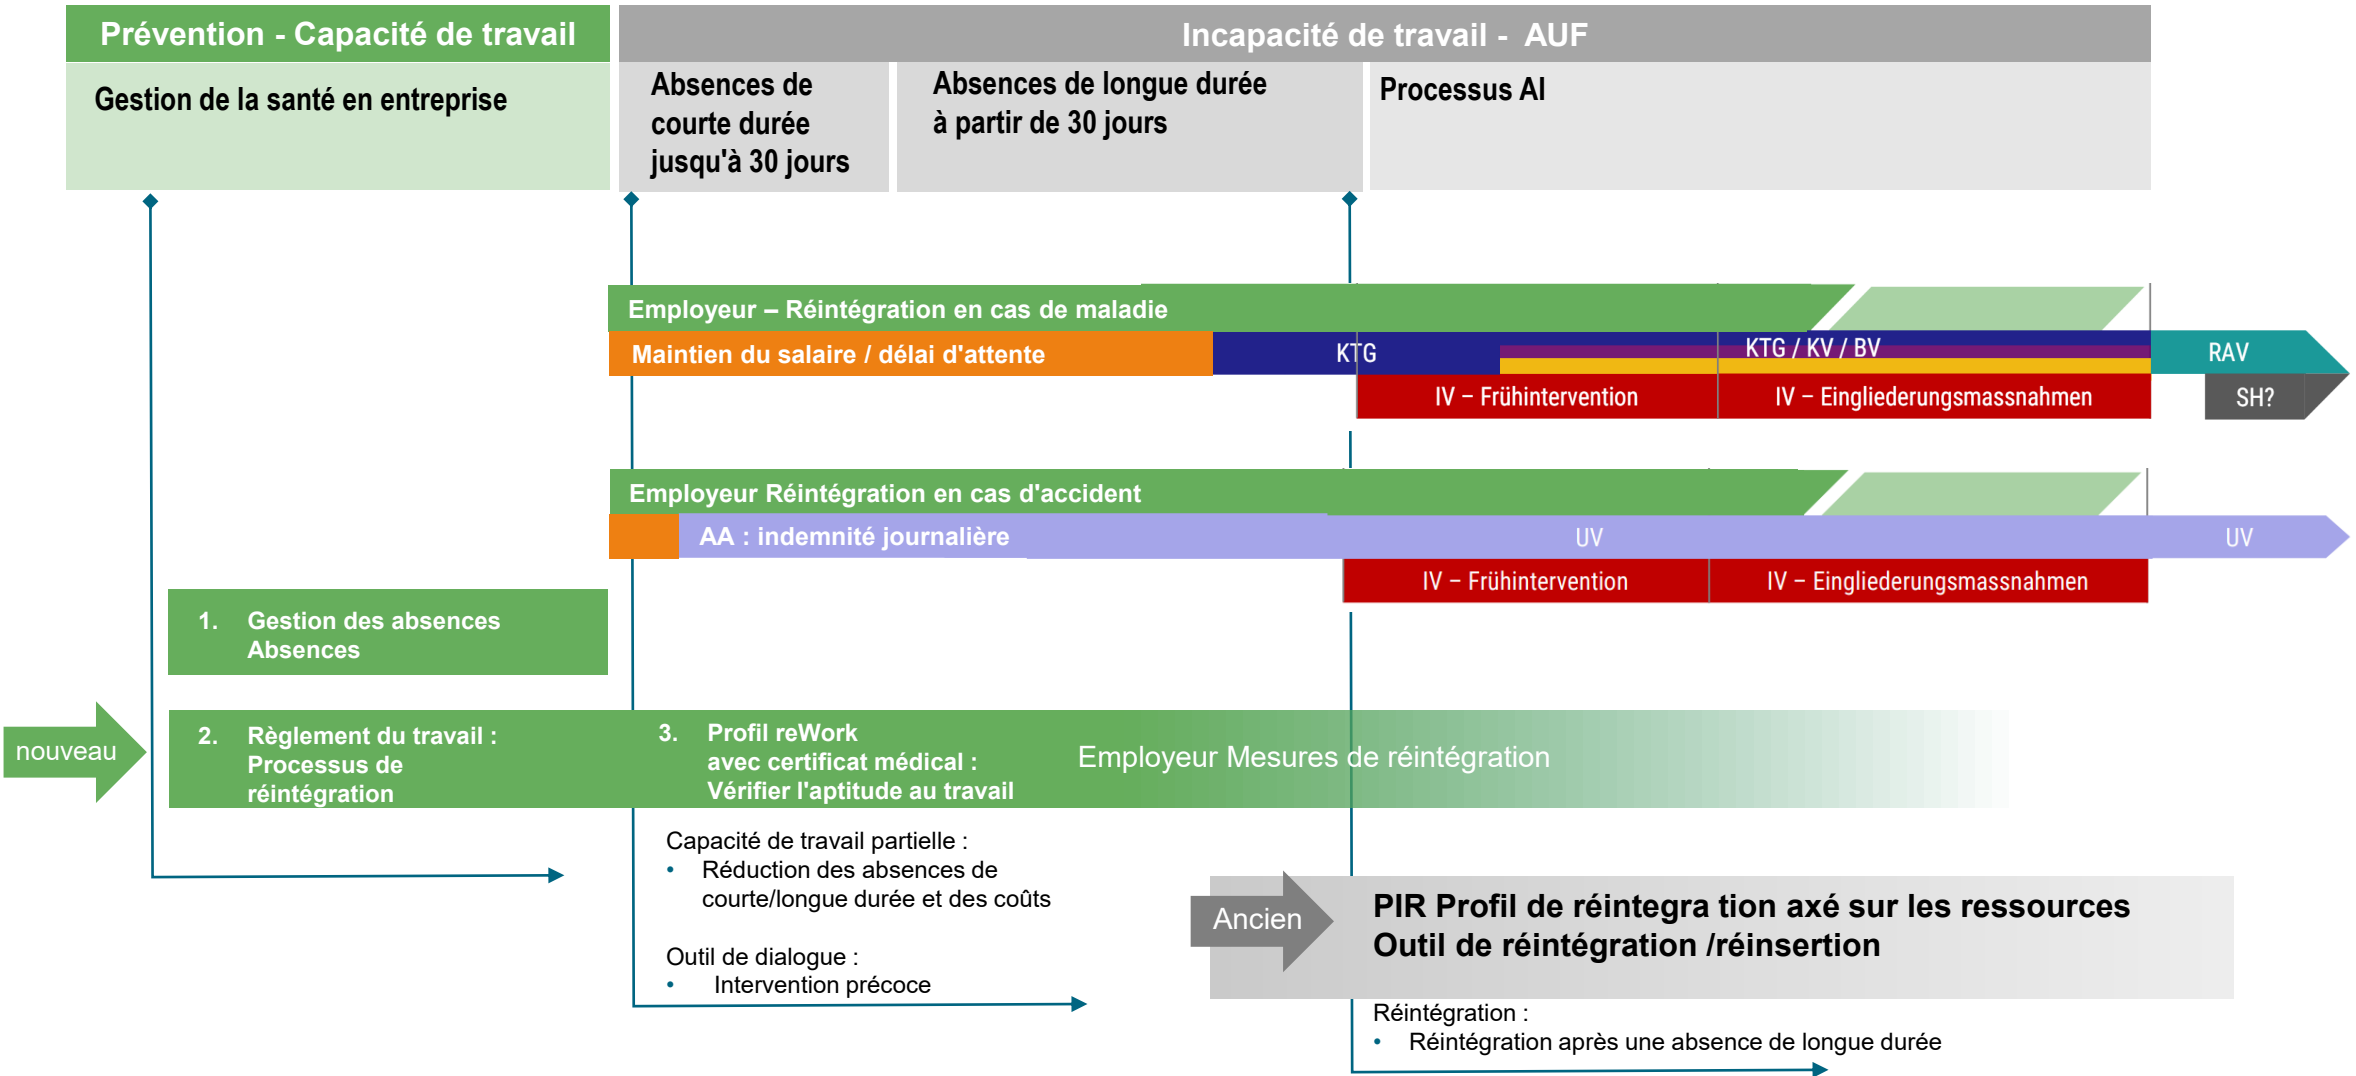 Prévention - Capacité de travail
Incapacité de travail - AUF
Gestion de la santé en entreprise
Absences de
courte durée
jusqu'à 30 jours
Absences de longue durée
à partir de 30 jours
Processus AI
Employeur – Réintégration en cas de maladie
Maintien du salaire / délai d'attente
KTG
KTG / KV / BV
RAV
IV – Frühintervention
IV – Eingliederungsmassnahmen
SH?
Employeur Réintégration en cas d'accident
AA : indemnité journalière
UV
UV
IV – Frühintervention
IV – Eingliederungsmassnahmen
1. Gestion des absences
Absences
nouveau
2. Règlement du travail :
Processus de
réintégration
3. Profil reWork
avec certificat médical :
Vérifier l'aptitude au travail
Employeur Mesures de réintégration
Capacité de travail partielle :
• Réduction des absences de
courte/longue durée et des coûts
Outil de dialogue :
• Intervention précoce
Ancien
PIR Profil de réintegra tion axé sur les ressources
Outil de réintégration /réinsertion
Réintégration :
• Réintégration après une absence de longue durée